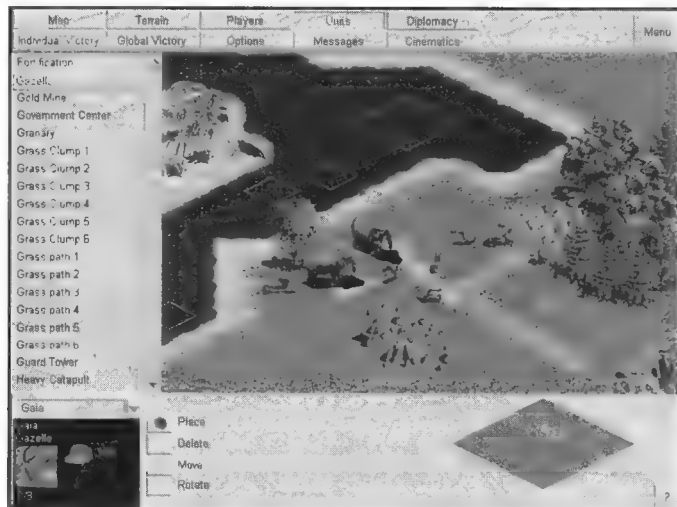 Map Terrain Players Units Diplomacy Menu
Individual Victory Global Victory Options Messages Cinematics
Fortification
Gazelle
Gold Mine
Government Center
Granary
Grass Clump 1
Grass Clump 2
Grass Clump 3
Grass Clump 4
Grass Clump 5
Grass Clump 6
Grass path 1
Grass path 2
Grass path 3
Grass path 4
Grass path 5
Grass path 6
Guard Tower
Heavy Catapult
Gaia
Gaia
Gazelle
Place
Delete
Move
Rotate
?